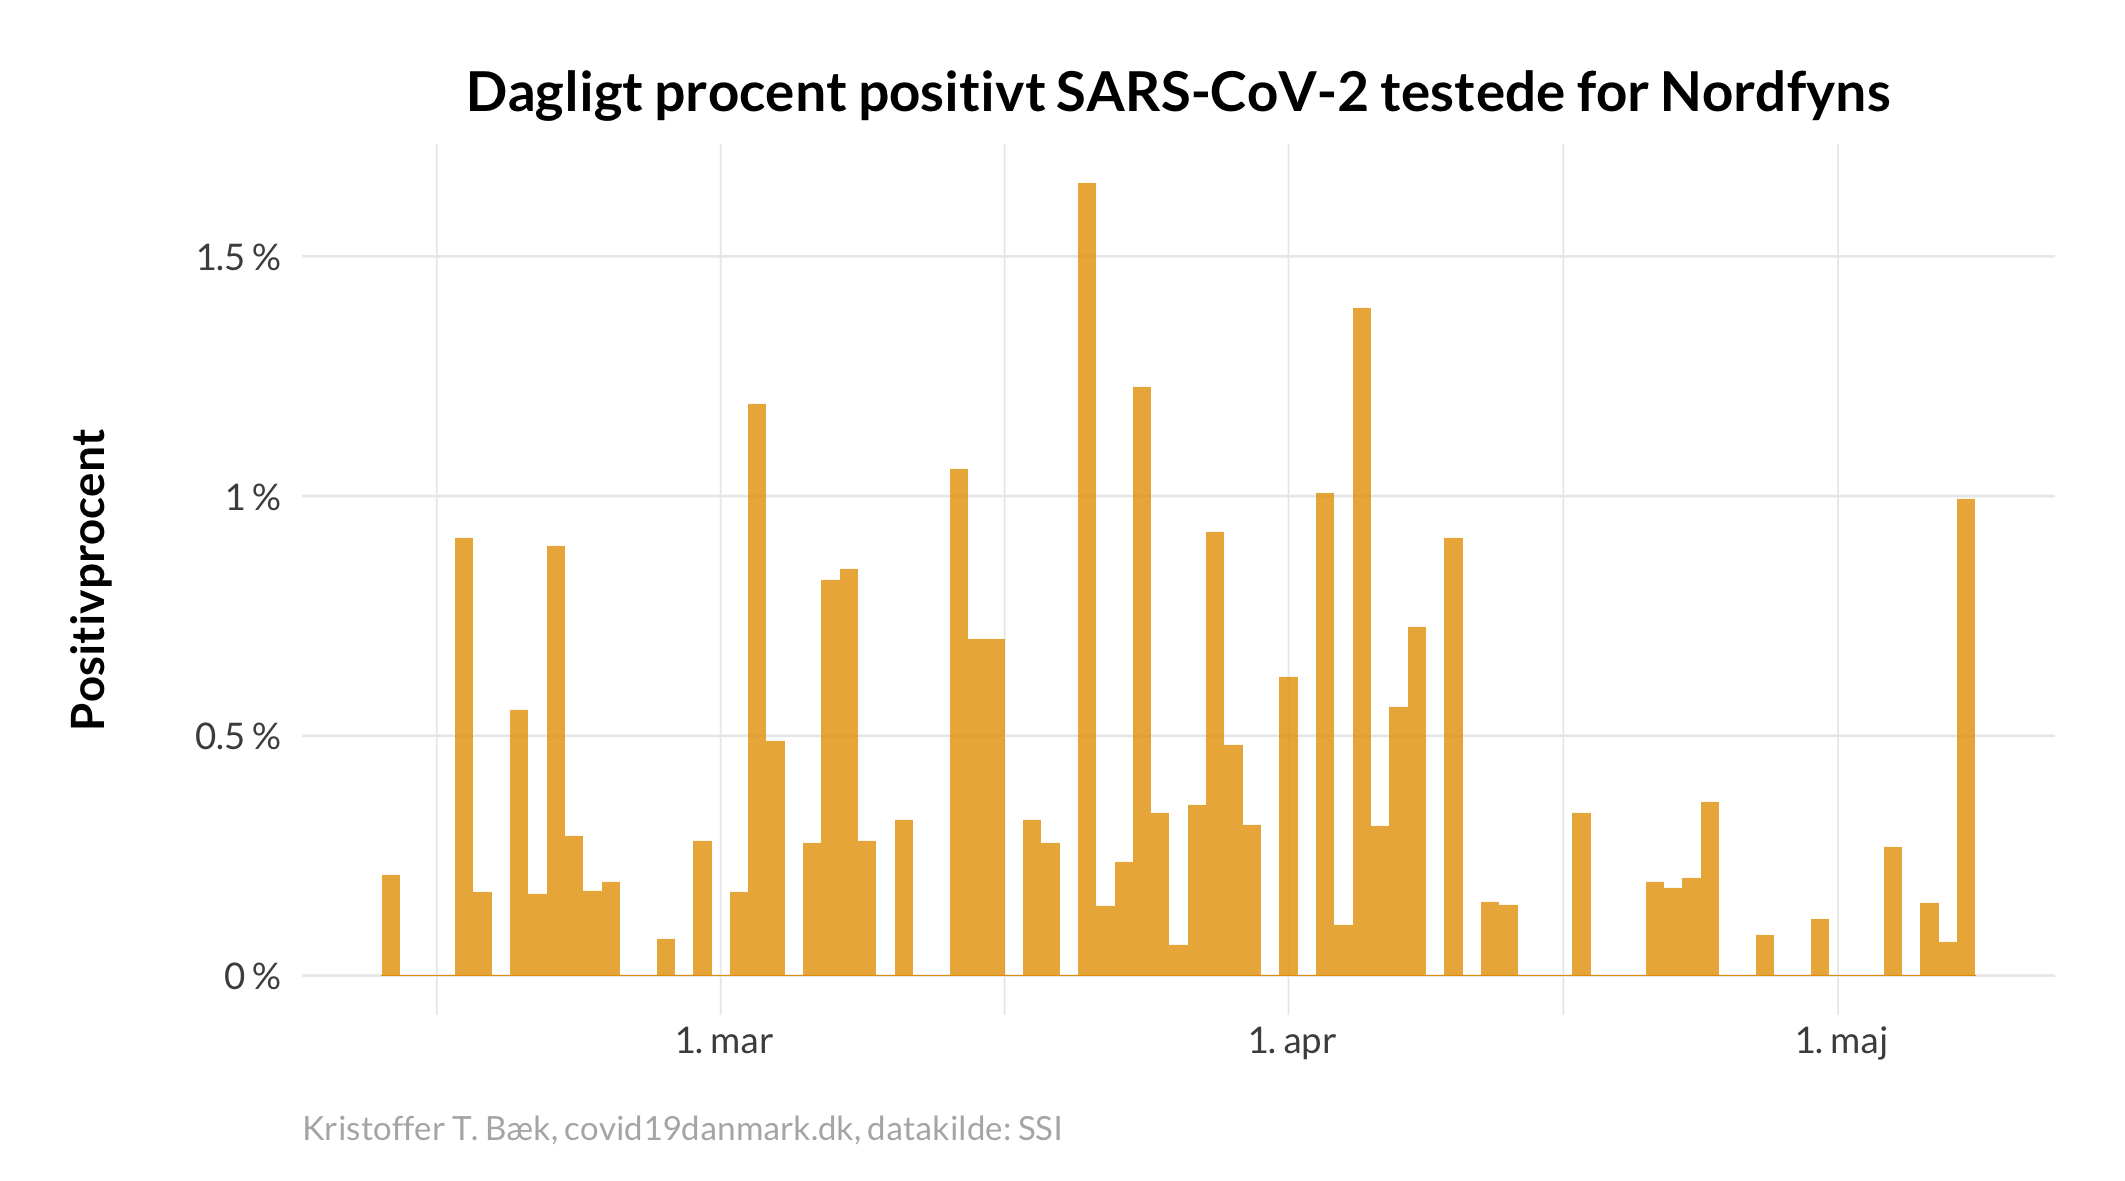 Dagligt procent positivt SARS-CoV-2 testede for Nordfyns
Positivprocent
1.5 %
1 %
0.5 %
0 %
1. mar
1. apr
1. maj
Kristoffer T. Bæk, covid19danmark.dk, datakilde: SSI